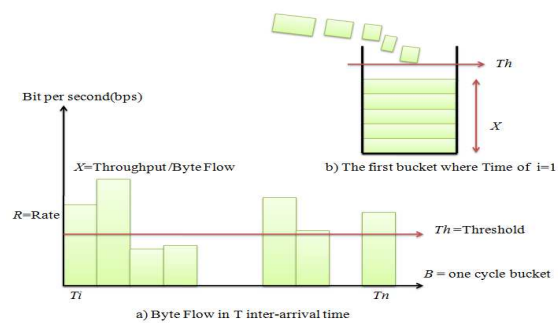 Th
Bit per second(bps)
X
b) The first bucket where Time of i=1
X=Throughput/Byte Flow
R=Rate
Th=Threshold
B = one cycle bucket
Ti
Tn
a) Byte Flow in T inter-arrival time